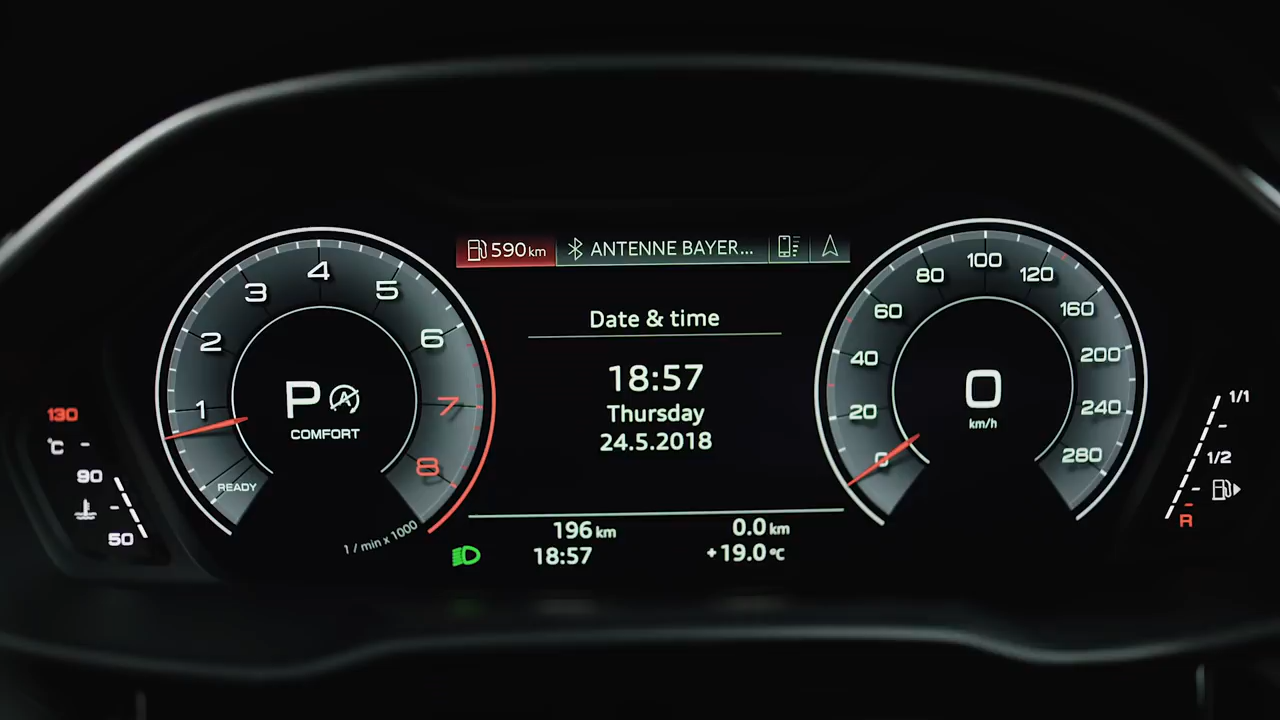 590 km
ANTENNE BAYER...
Date & time
18:57
Thursday
24.5.2018
196 km
0.0 km
18:57
+19.0 °C
1
2
3
4
5
6
7
8
READY
1 / min x 1000
P
A
COMFORT
0
20
40
60
80
100
120
160
200
240
280
0
km/h
130
°C
90
50
1/1
1/2
R